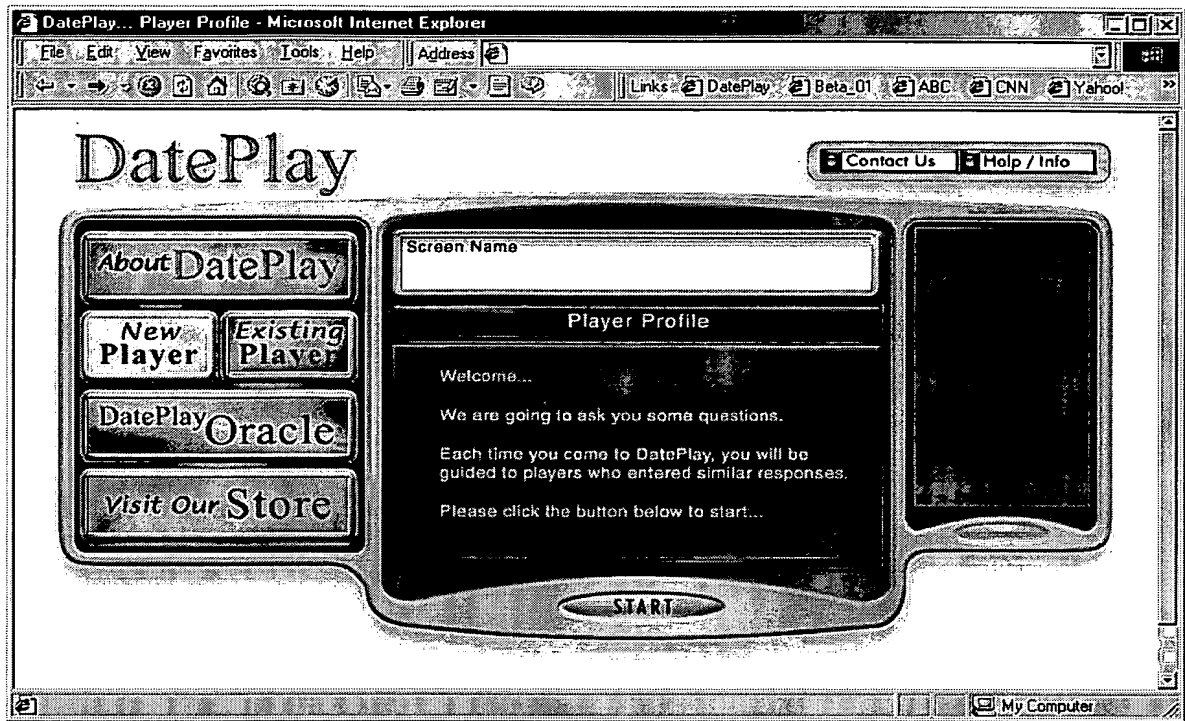 DatePlay... Player Profile - Microsoft Internet Explorer
File Edit View Favorites Tools Help Address
Links DatePlay Beta_01 ABC CNN Yahoo! »
DatePlay
Contact Us Help / Info
About DatePlay
New Player
Existing Player
DatePlay Oracle
Visit Our Store
Screen Name
Player Profile
Welcome...
We are going to ask you some questions.
Each time you come to DatePlay, you will be
guided to players who entered similar responses.
Please click the button below to start...
START
My Computer